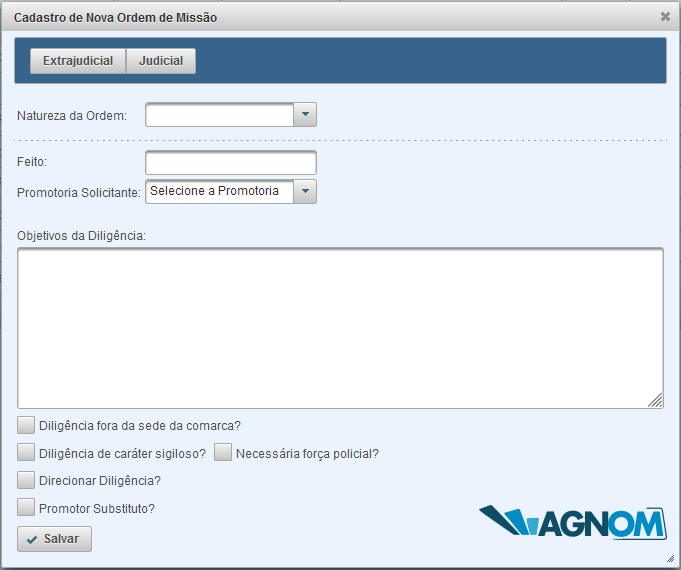 Cadastro de Nova Ordem de Missão
Extrajudicial Judicial
Natureza da Ordem:
Feito:
Promotoria Solicitante: Selecione a Promotoria
Objetivos da Diligência:
Diligência fora da sede da comarca?
Diligência de caráter sigiloso? Necessária força policial?
Direcionar Diligência?
Promotor Substituto?
AGNOM
Salvar